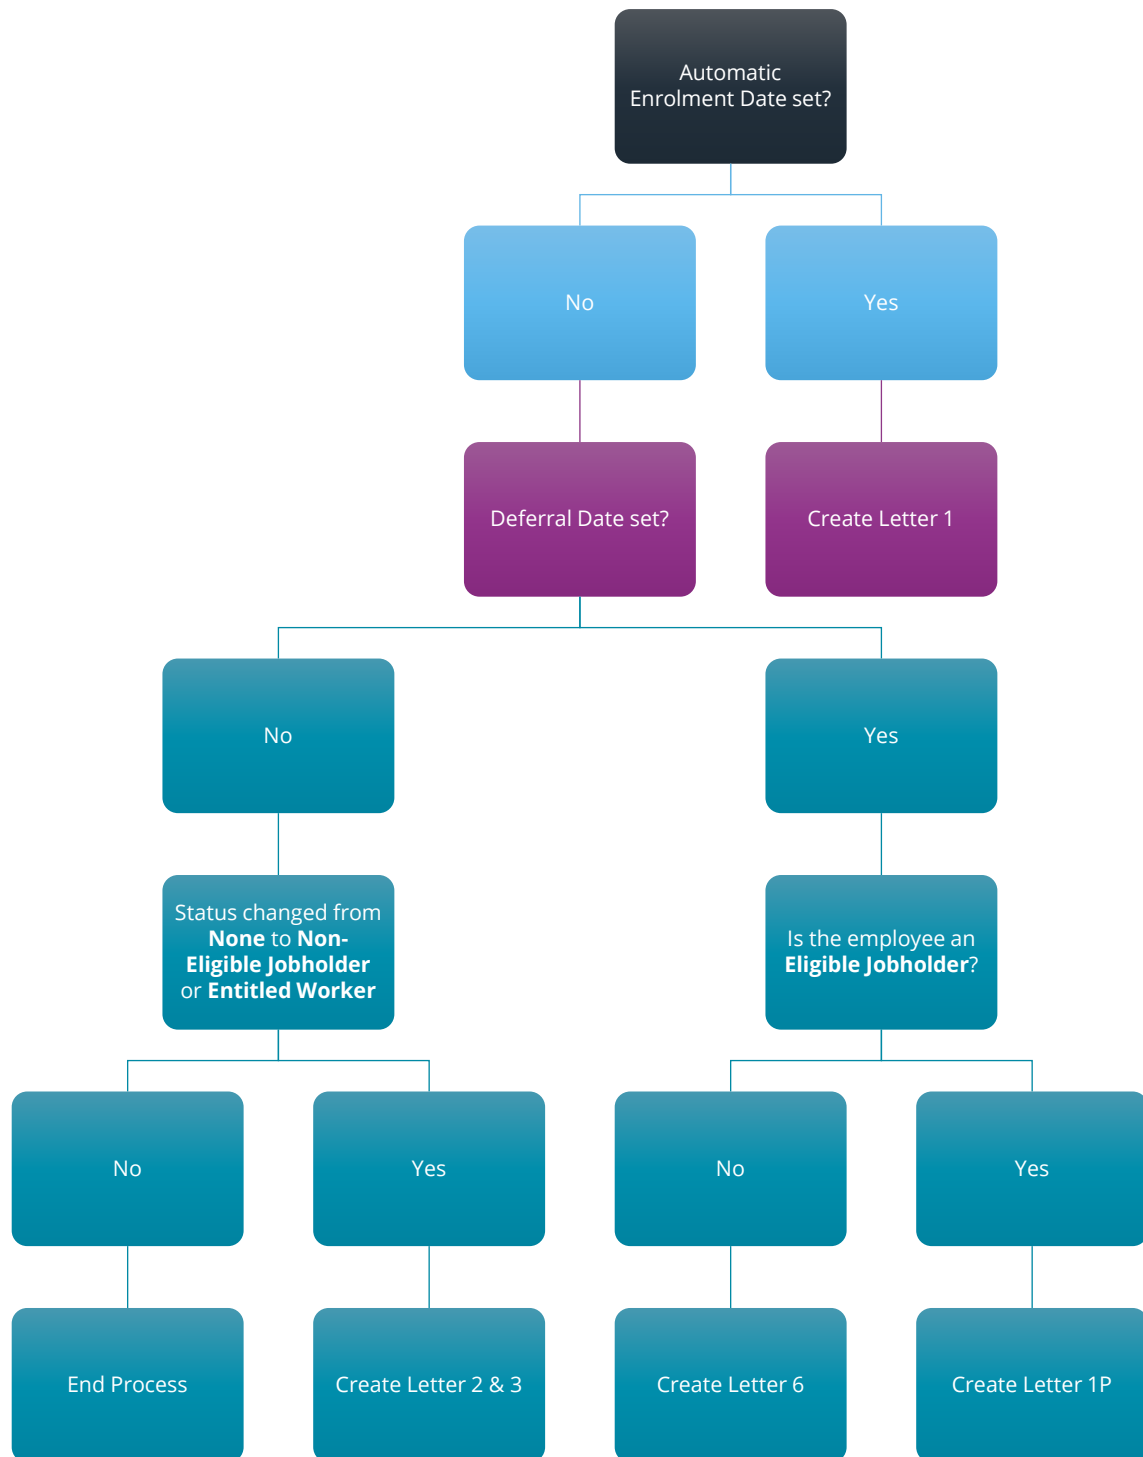 Automatic
Enrolment Date set?
No
Yes
Deferral Date set?
Create Letter 1
No
Yes
Status changed from
None to Non-
Eligible Jobholder
or Entitled Worker
Is the employee an
Eligible Jobholder?
No
Yes
No
Yes
End Process
Create Letter 2 & 3
Create Letter 6
Create Letter 1P